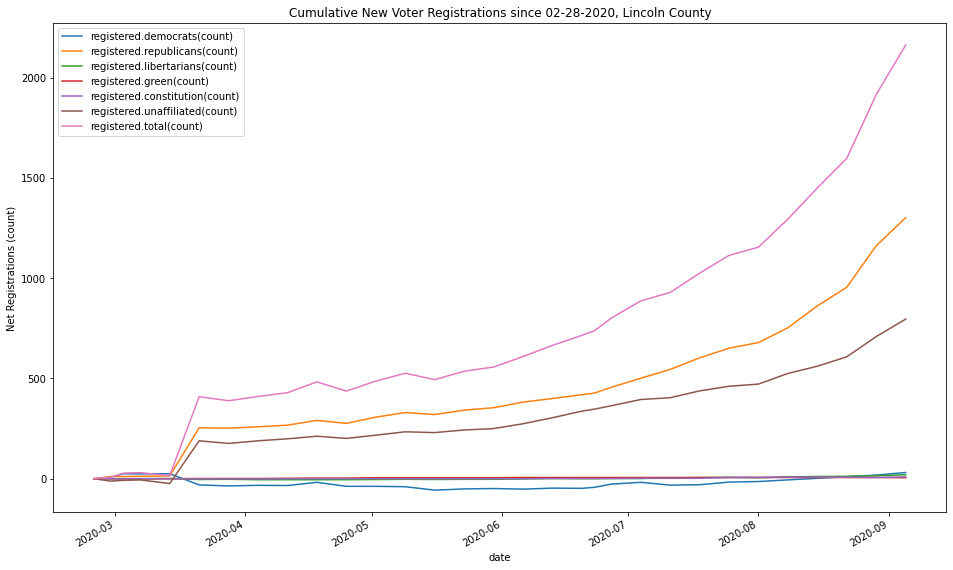 Cumulative New Voter Registrations since 02-28-2020, Lincoln County
registered.democrats(count)
registered.republicans(count)
registered.libertarians(count)
registered.green(count)
registered.constitution(count)
registered.unaffiliated(count)
registered.total(count)
Net Registrations (count)
2000
1500
1000
500
0
2020-03
2020-04
2020-05
2020-06
2020-07
2020-08
2020-09
date